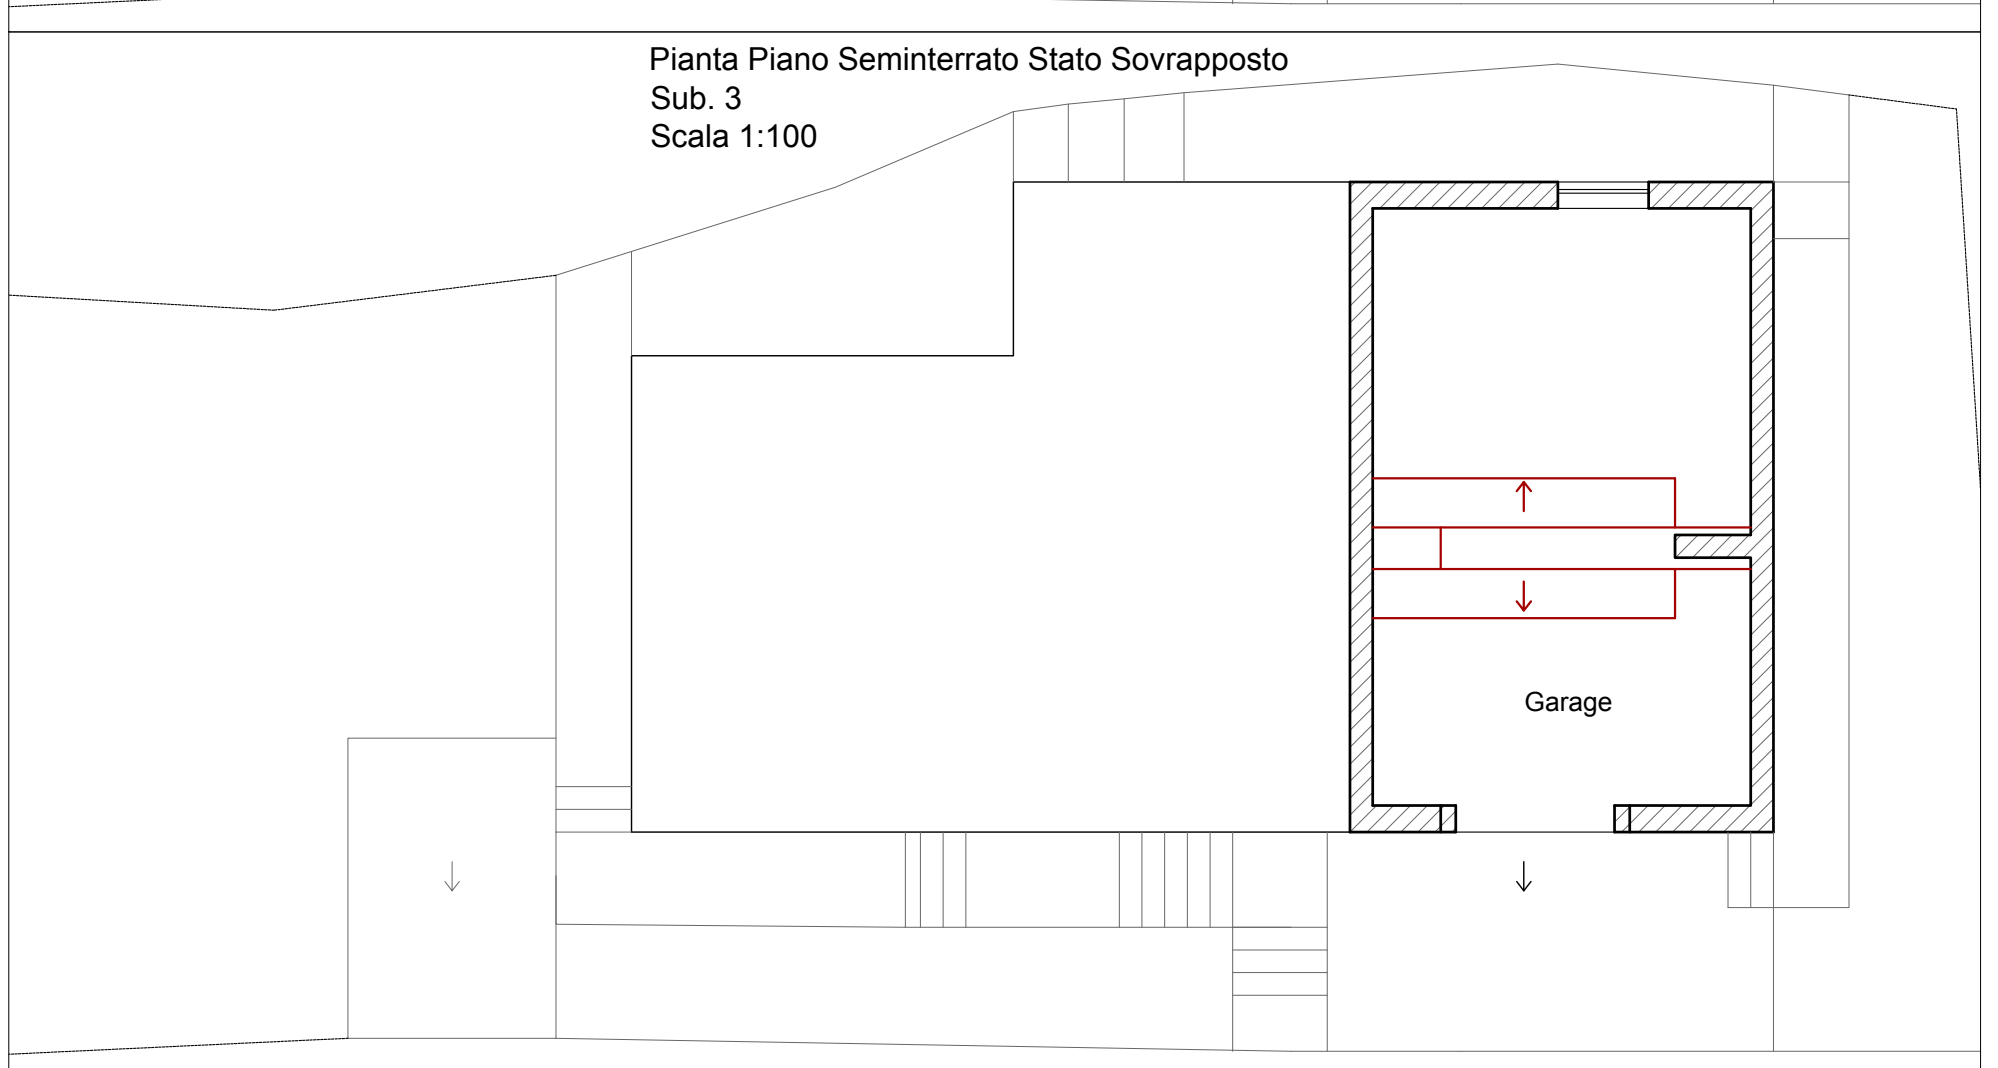 Pianta Piano Seminterrato Stato Sovrapposto
Sub. 3
Scala 1:100
Garage